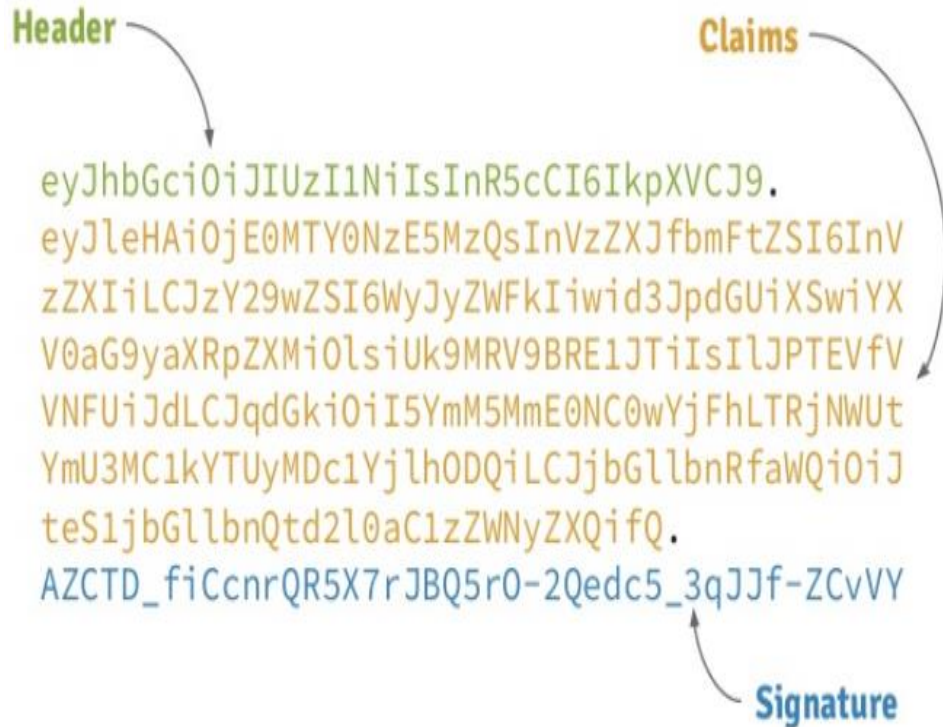 Header
Claims
eyJhbGciOiJIUzI1NiIsInR5cCI6IkpXVCJ9.
eyJleHAiOjE0MTY0NzE5MzQsInVzZXJfbmFtZSI6InV
zZXIiLCJzY29wZSI6WyJyZWFkIiwid3JpdGUiXSwiYX
V0aG9yaXRpZXMiOlsiUk9MRV9BRE1JTiIsIlJPTEVfV
VNFUiJdLCJqdGkiOiI5YmM5MmE0NC0wYjFhLTRjNWUt
YmU3MC1kYTUyMDc1YjlhODQiLCJjbGllbnRfaWQiOiJ
teS1jbGllbnQtd2l0aC1zZWNyZXQifQ.
AZCTD_fiCcnrQR5X7rJBQ5rO-2Qedc5_3qJJf-ZCvVY
Signature